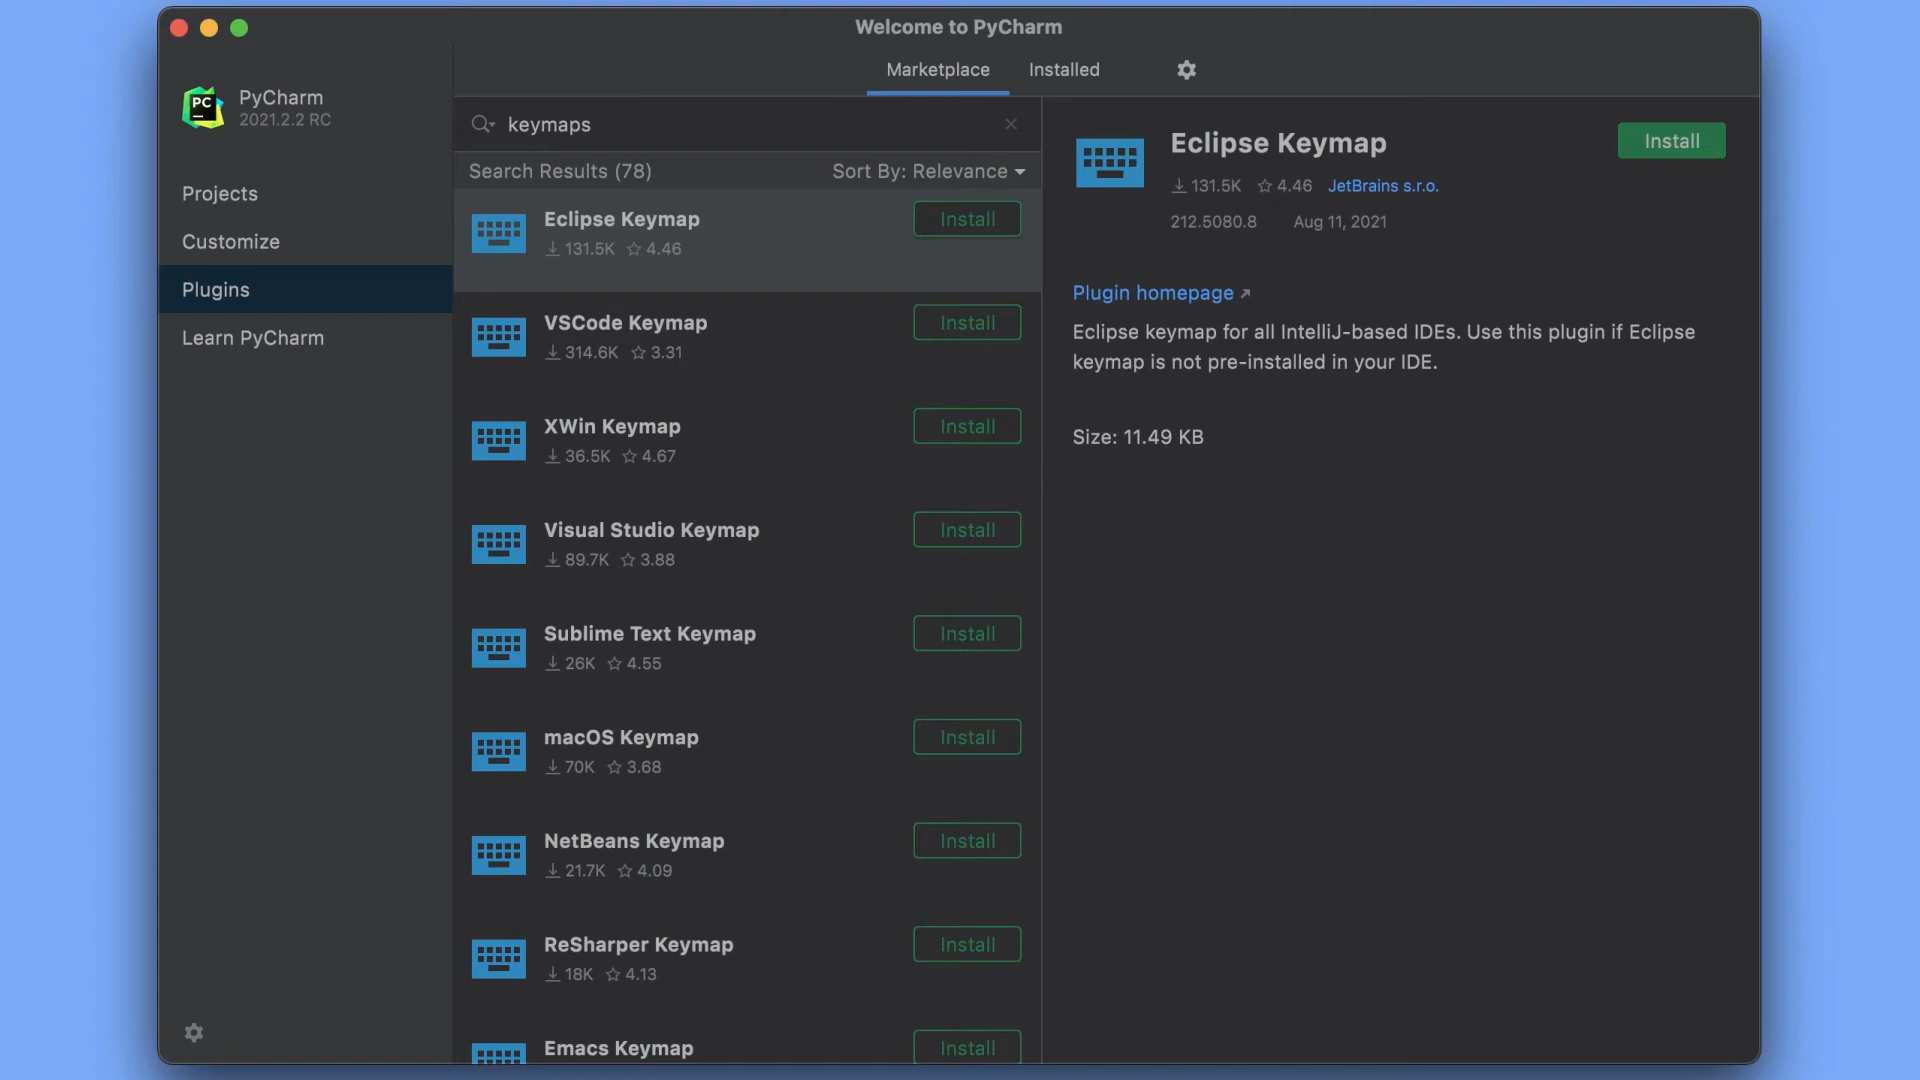 Welcome to PyCharm
Marketplace Installed
PC
PyCharm
2021.2.2 RC
Projects
Customize
Plugins
Learn PyCharm
keymaps
Search Results (78) Sort By: Relevance
Eclipse Keymap Install
131.5K 4.46
VSCode Keymap Install
314.6K 3.31
XWin Keymap Install
36.5K 4.67
Visual Studio Keymap Install
89.7K 3.88
Sublime Text Keymap Install
26K 4.55
macOS Keymap Install
70K 3.68
NetBeans Keymap Install
21.7K 4.09
ReSharper Keymap Install
18K 4.13
Emacs Keymap Install
Eclipse Keymap Install
131.5K 4.46 JetBrains s.r.o.
212.5080.8 Aug 11, 2021
Plugin homepage
Eclipse keymap for all IntelliJ-based IDEs. Use this plugin if Eclipse
keymap is not pre-installed in your IDE.
Size: 11.49 KB